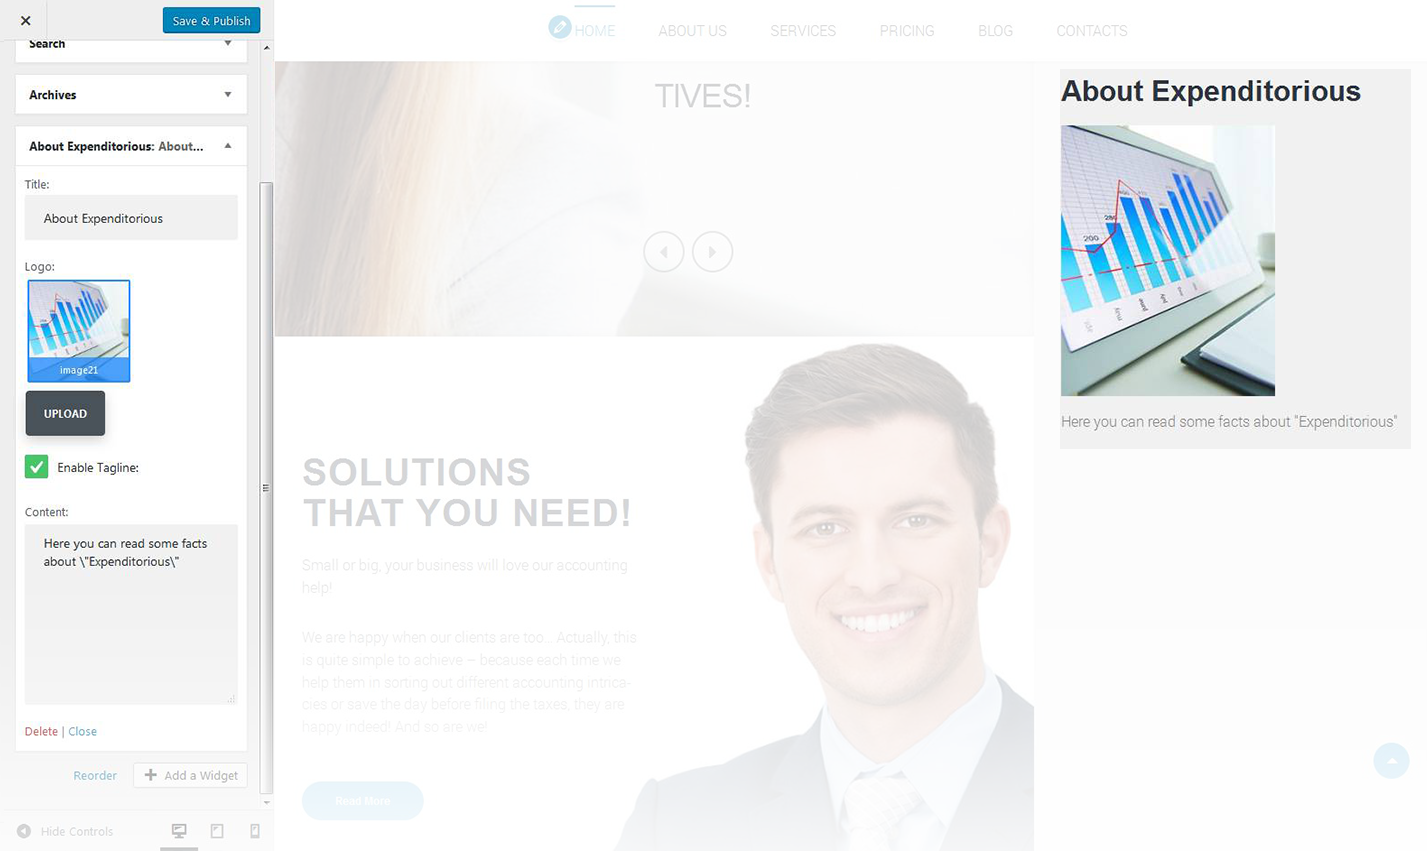 Save & Publish
Search
Archives
About Expenditorious: About...
Title:
About Expenditorious
Logo:
image21
UPLOAD
Enable Tagline:
Content:
Here you can read some facts
about \"Expenditorious\"
Delete | Close
Reorder
Add a Widget
Hide Controls
HOME
ABOUT US
SERVICES
PRICING
BLOG
CONTACTS
TIVES!
SOLUTIONS
THAT YOU NEED!
Small or big, your business will love our accounting
help!
We are happy when our clients are too... Actually, this
is quite simple to achieve – because each time we
help them in sorting out different accounting intrica-
cies or save the day before filing the taxes, they are
happy indeed! And so are we!
Read More
About Expenditorious
Here you can read some facts about "Expenditorious"